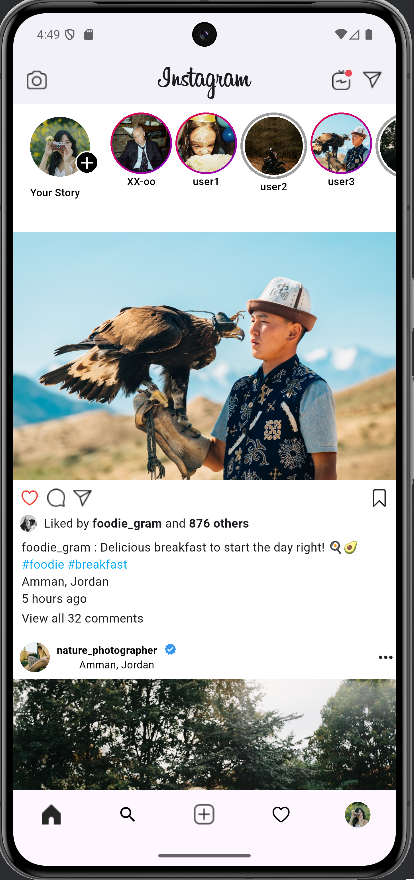 4:49
Instagram
Your Story
XX-oo
user1
user2
user3
Liked by foodie_gram and 876 others
foodie_gram : Delicious breakfast to start the day right! 🍳🥑
#foodie #breakfast
Amman, Jordan
5 hours ago
View all 32 comments
nature_photographer
Amman, Jordan